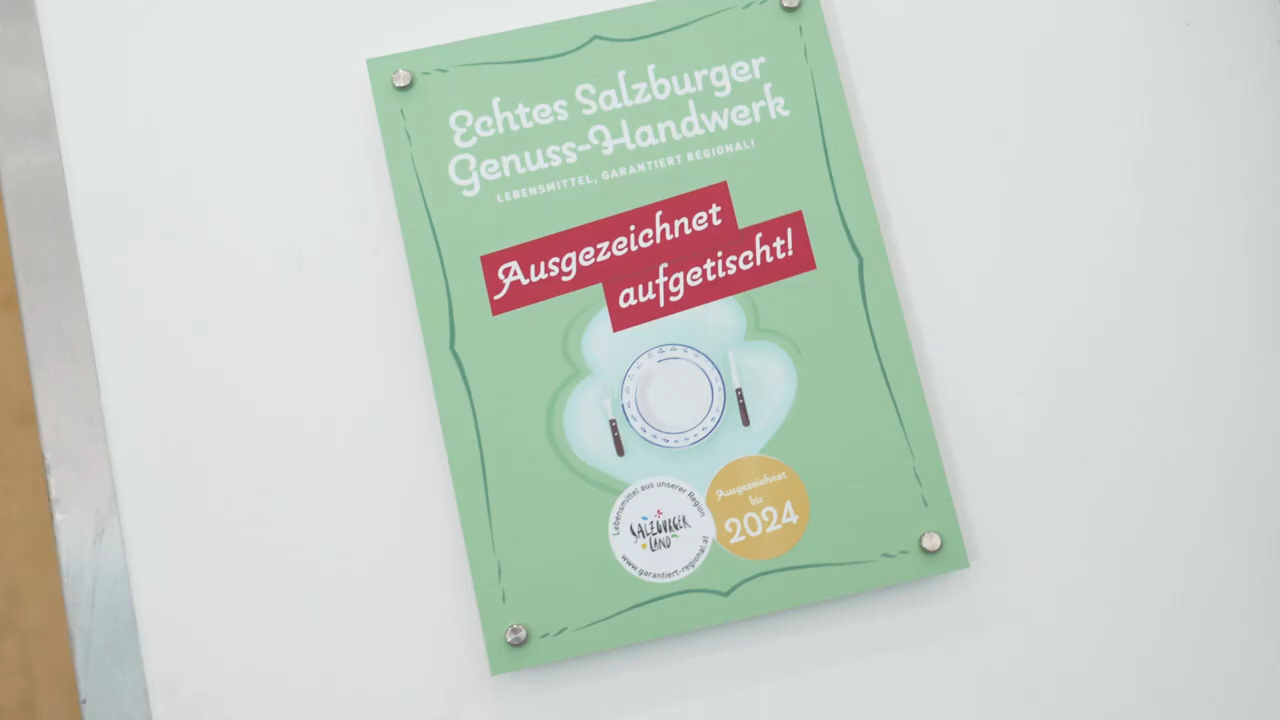 Echtes Salzburger
Genuss-Handwerk
LEBENSMITTEL, GARANTIERT REGIONAL!
Ausgezeichnet
aufgetischt!
Lebensmittel aus unserer Region
SALZBURGER
LAND
www.garantiert-regional.at
Ausgezeichnet
bis
2024